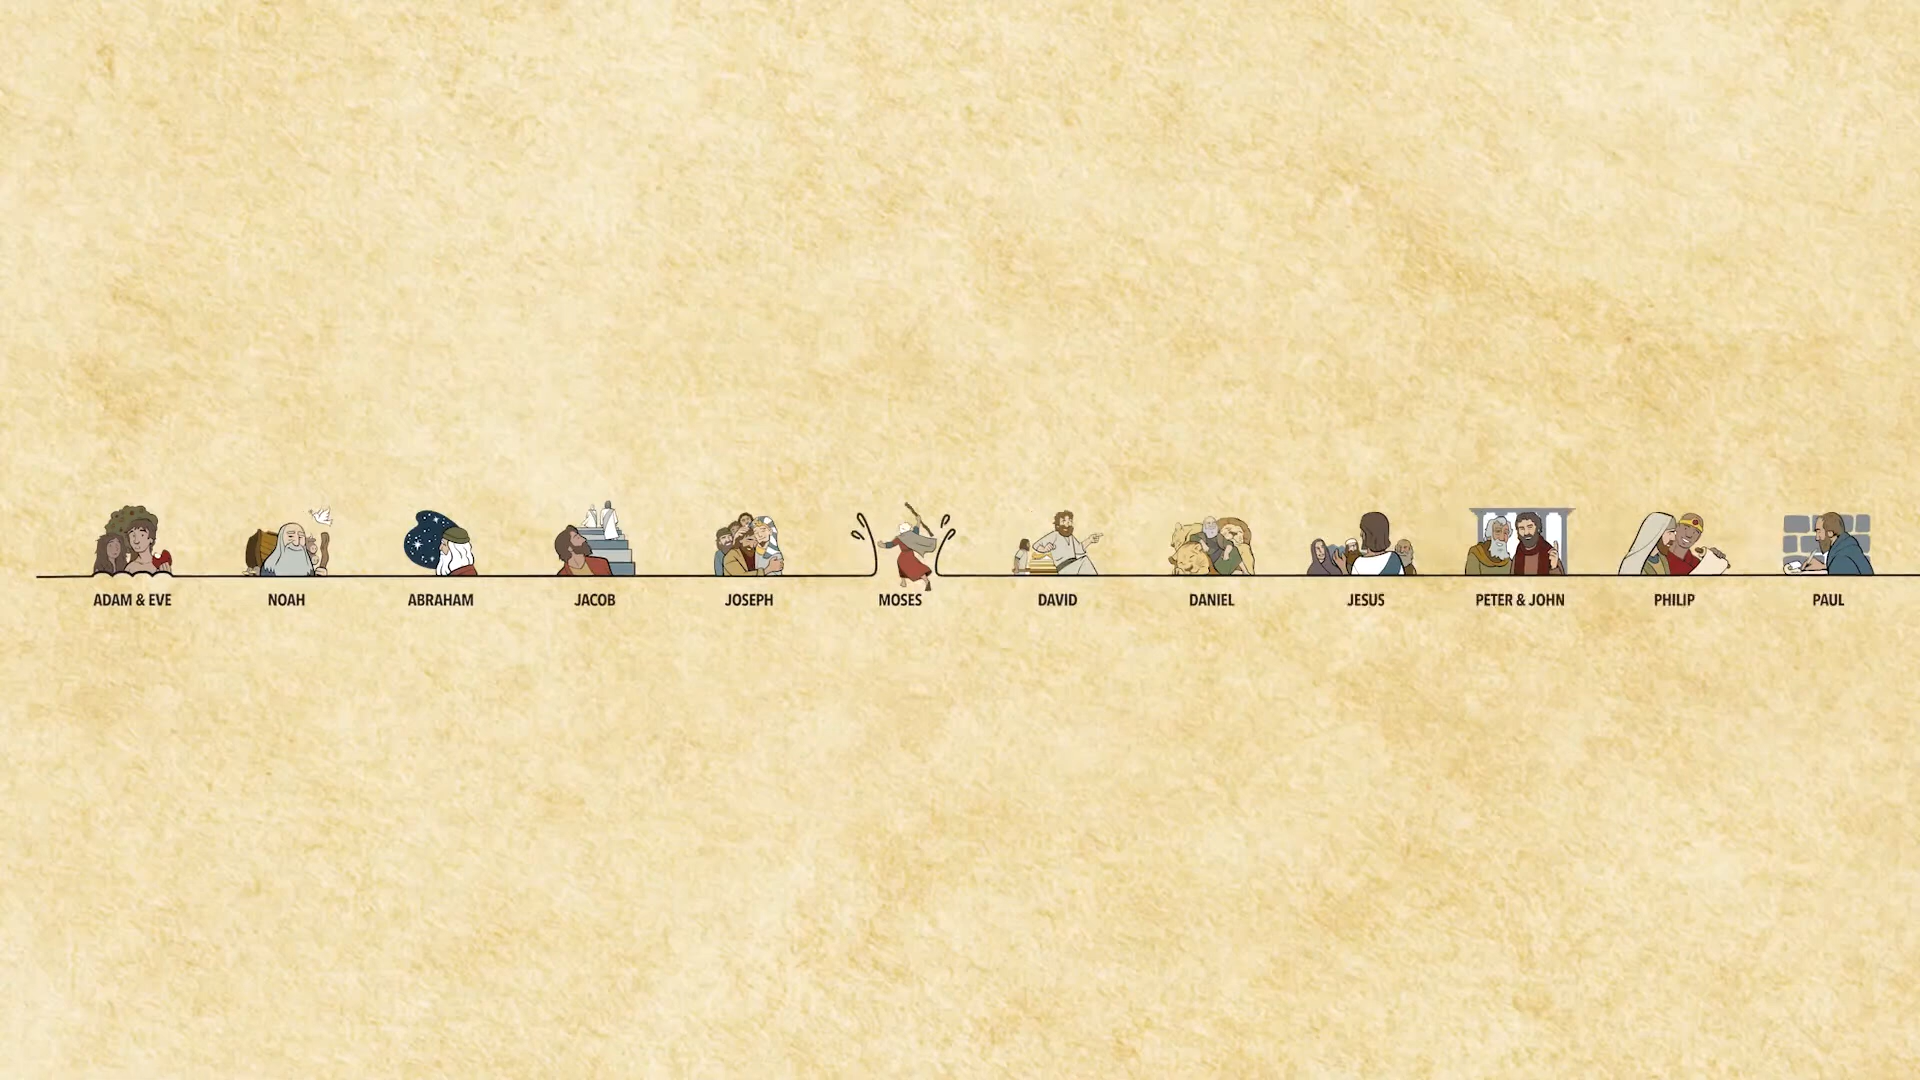 ADAM & EVE
NOAH
ABRAHAM
JACOB
JOSEPH
MOSES
DAVID
DANIEL
JESUS
PETER & JOHN
PHILIP
PAUL